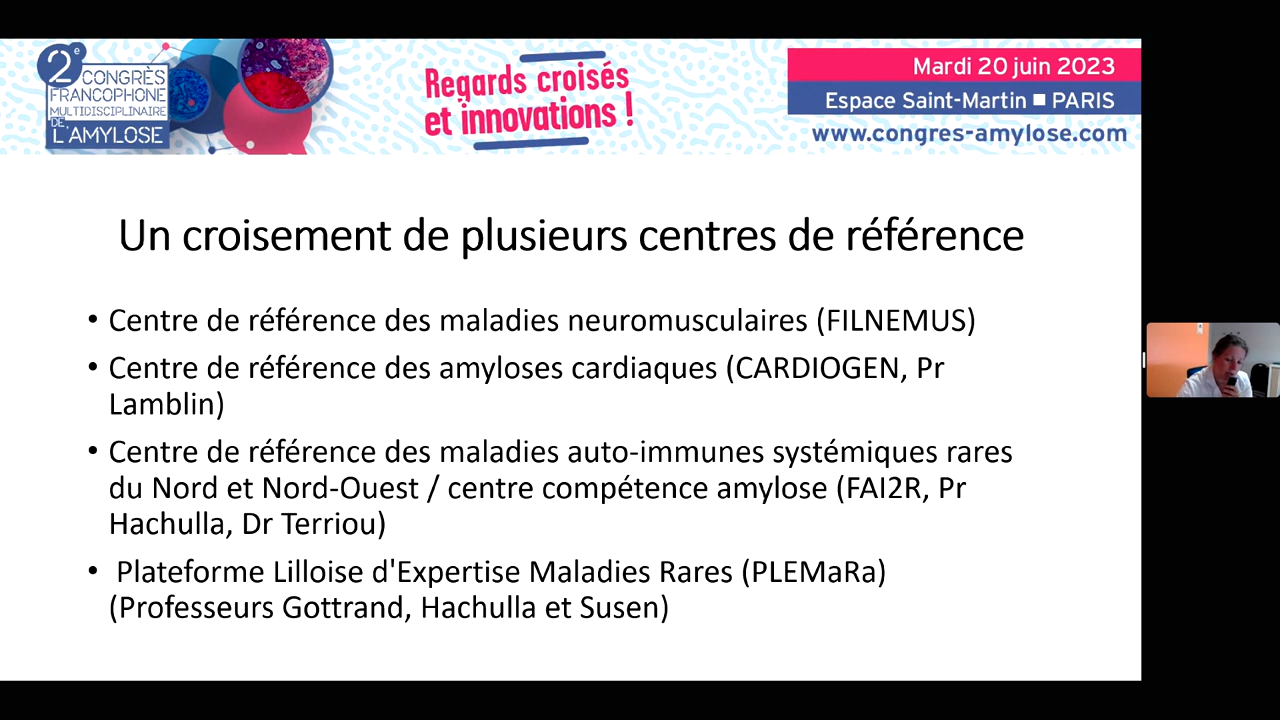 2e CONGRÈS
FRANCOPHONE
MULTIDISCIPLINAIRE
DE
L'AMYLOSE
Regards croisés
et innovations !
Mardi 20 juin 2023
Espace Saint-Martin ■ PARIS
www.congres-amylose.com
Un croisement de plusieurs centres de référence
• Centre de référence des maladies neuromusculaires (FILNEMUS)
• Centre de référence des amyloses cardiaques (CARDIOGEN, Pr
Lamblin)
• Centre de référence des maladies auto-immunes systémiques rares
du Nord et Nord-Ouest / centre compétence amylose (FAI2R, Pr
Hachulla, Dr Terriou)
• Plateforme Lilloise d'Expertise Maladies Rares (PLEMaRa)
(Professeurs Gottrand, Hachulla et Susen)